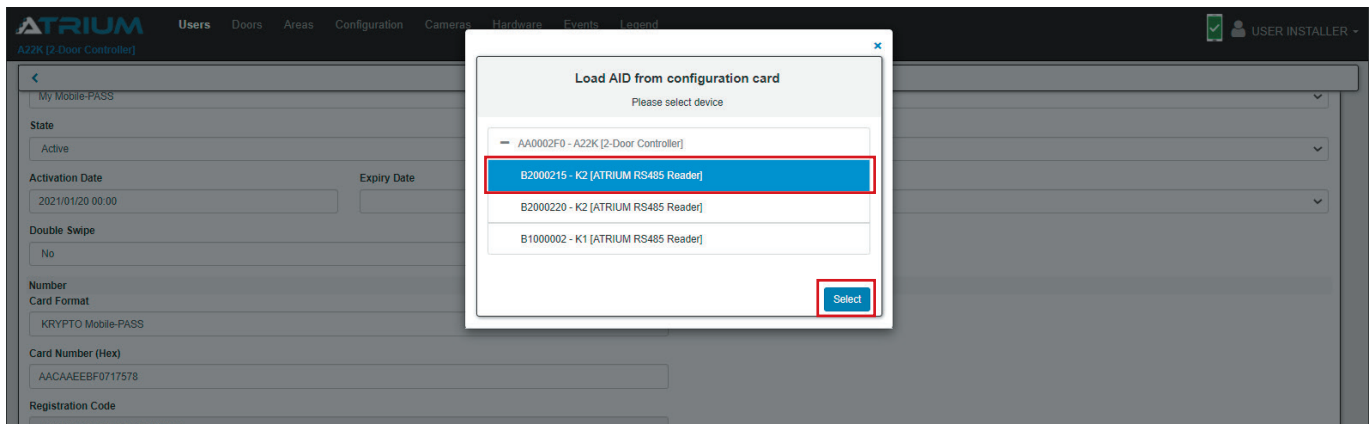 ATRIUM
Users Doors Areas Configuration Cameras Hardware Events Legend
USER INSTALLER
A22K [2-Door Controller]
My Mobile-PASS
State
Active
Activation Date Expiry Date
2021/01/20 00:00
Double Swipe
No
Number
Card Format
KRYPTO Mobile-PASS
Card Number (Hex)
AACAAEEBF0717578
Registration Code
×
Load AID from configuration card
Please select device
AA0002F0 - A22K [2-Door Controller]
B2000215 - K2 [ATRIUM RS485 Reader]
B2000220 - K2 [ATRIUM RS485 Reader]
B1000002 - K1 [ATRIUM RS485 Reader]
Select